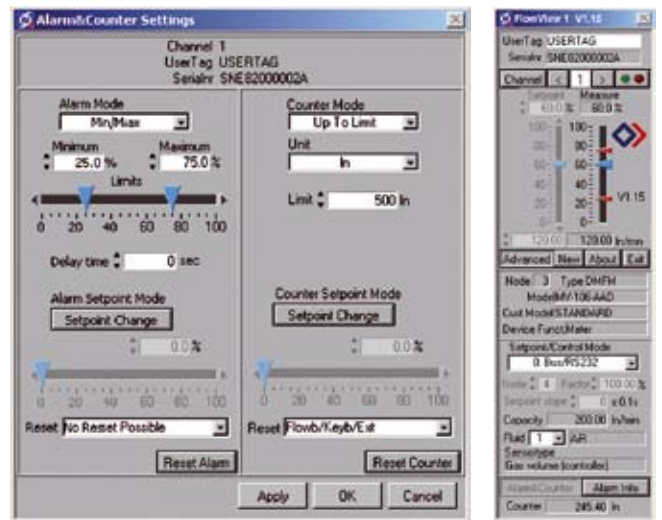 Alarm&Counter Settings
Channel 1
UserTag USERTAG
Serialnr SNE82000002A
Alarm Mode
Min/Max
Minimum
Maximum
25.0 %
75.0 %
Limits
0 20 40 60 80 100
Delay time 0 sec
Alarm Setpoint Mode
Setpoint Change
0.0 %
0 20 40 60 80 100
Reset No Reset Possible
Reset Alarm
Counter Mode
Up To Limit
Unit
ln
Limit 500 ln
Counter Setpoint Mode
Setpoint Change
0.0 %
0 20 40 60 80 100
Reset Flowb/Keyb/Ext
Reset Counter
Apply OK Cancel
FlowView 1 V1.15
UserTag USERTAG
Serialnr SNE82000002A
Channel < 1 >
Setpoint Measure
60.0 % 60.0 %
100 100
80 80
60 60
40 40
20 20
0 0
V1.15
120.00 120.00 ln/min
Advanced New About Exit
Node 3 Type DMFM
Model MV-106-AAD
Cust Model STANDARD
Device Funct. Meter
Setpoint/Control Mode
0: Bus/RS232
Node 4 Factor 100.00 %
Setpoint slope 0 x 0.1s
Capacity 200.00 ln/min
Fluid 1 AIR
Sensortype
Gas volume (controller)
Alarm&Counter Alarm Info
Counter 245.40 ln